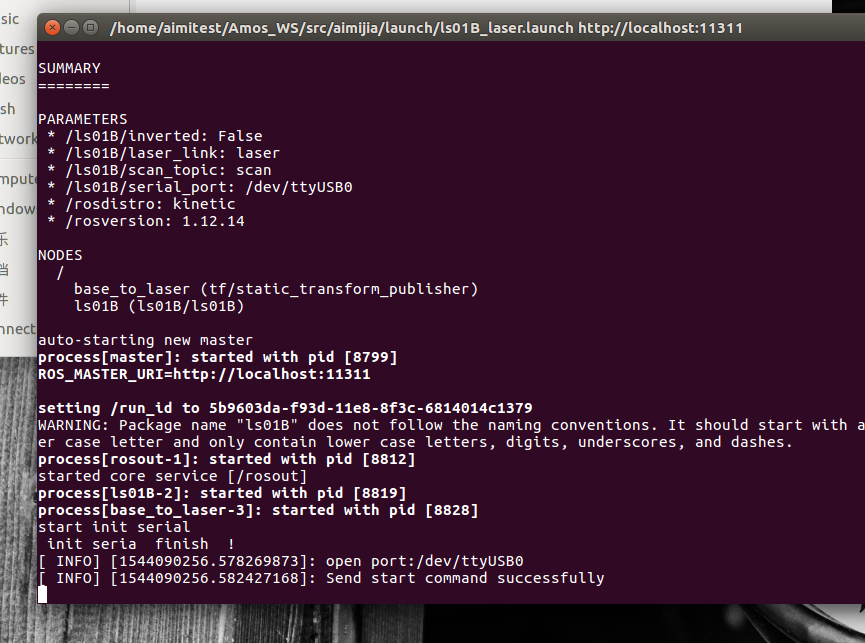 sic
/home/aimitest/Amos_WS/src/aimijia/launch/ls01B_laser.launch http://localhost:11311
tures
SUMMARY
========
deos
sh
PARAMETERS
* /ls01B/inverted: False
twork
* /ls01B/laser_link: laser
* /ls01B/scan_topic: scan
mpute
* /ls01B/serial_port: /dev/ttyUSB0
* /rosdistro: kinetic
ndow
* /rosversion: 1.12.14
乐
NODES
/
档
base_to_laser (tf/static_transform_publisher)
件
ls01B (ls01B/ls01B)
nnect
auto-starting new master
process[master]: started with pid [8799]
ROS_MASTER_URI=http://localhost:11311
setting /run_id to 5b9603da-f93d-11e8-8f3c-6814014c1379
WARNING: Package name "ls01B" does not follow the naming conventions. It should start with a
er case letter and only contain lower case letters, digits, underscores, and dashes.
process[rosout-1]: started with pid [8812]
started core service [/rosout]
process[ls01B-2]: started with pid [8819]
process[base_to_laser-3]: started with pid [8828]
start init serial
init seria  finish  !
[ INFO] [1544090256.578269873]: open port:/dev/ttyUSB0
[ INFO] [1544090256.582427168]: Send start command successfully